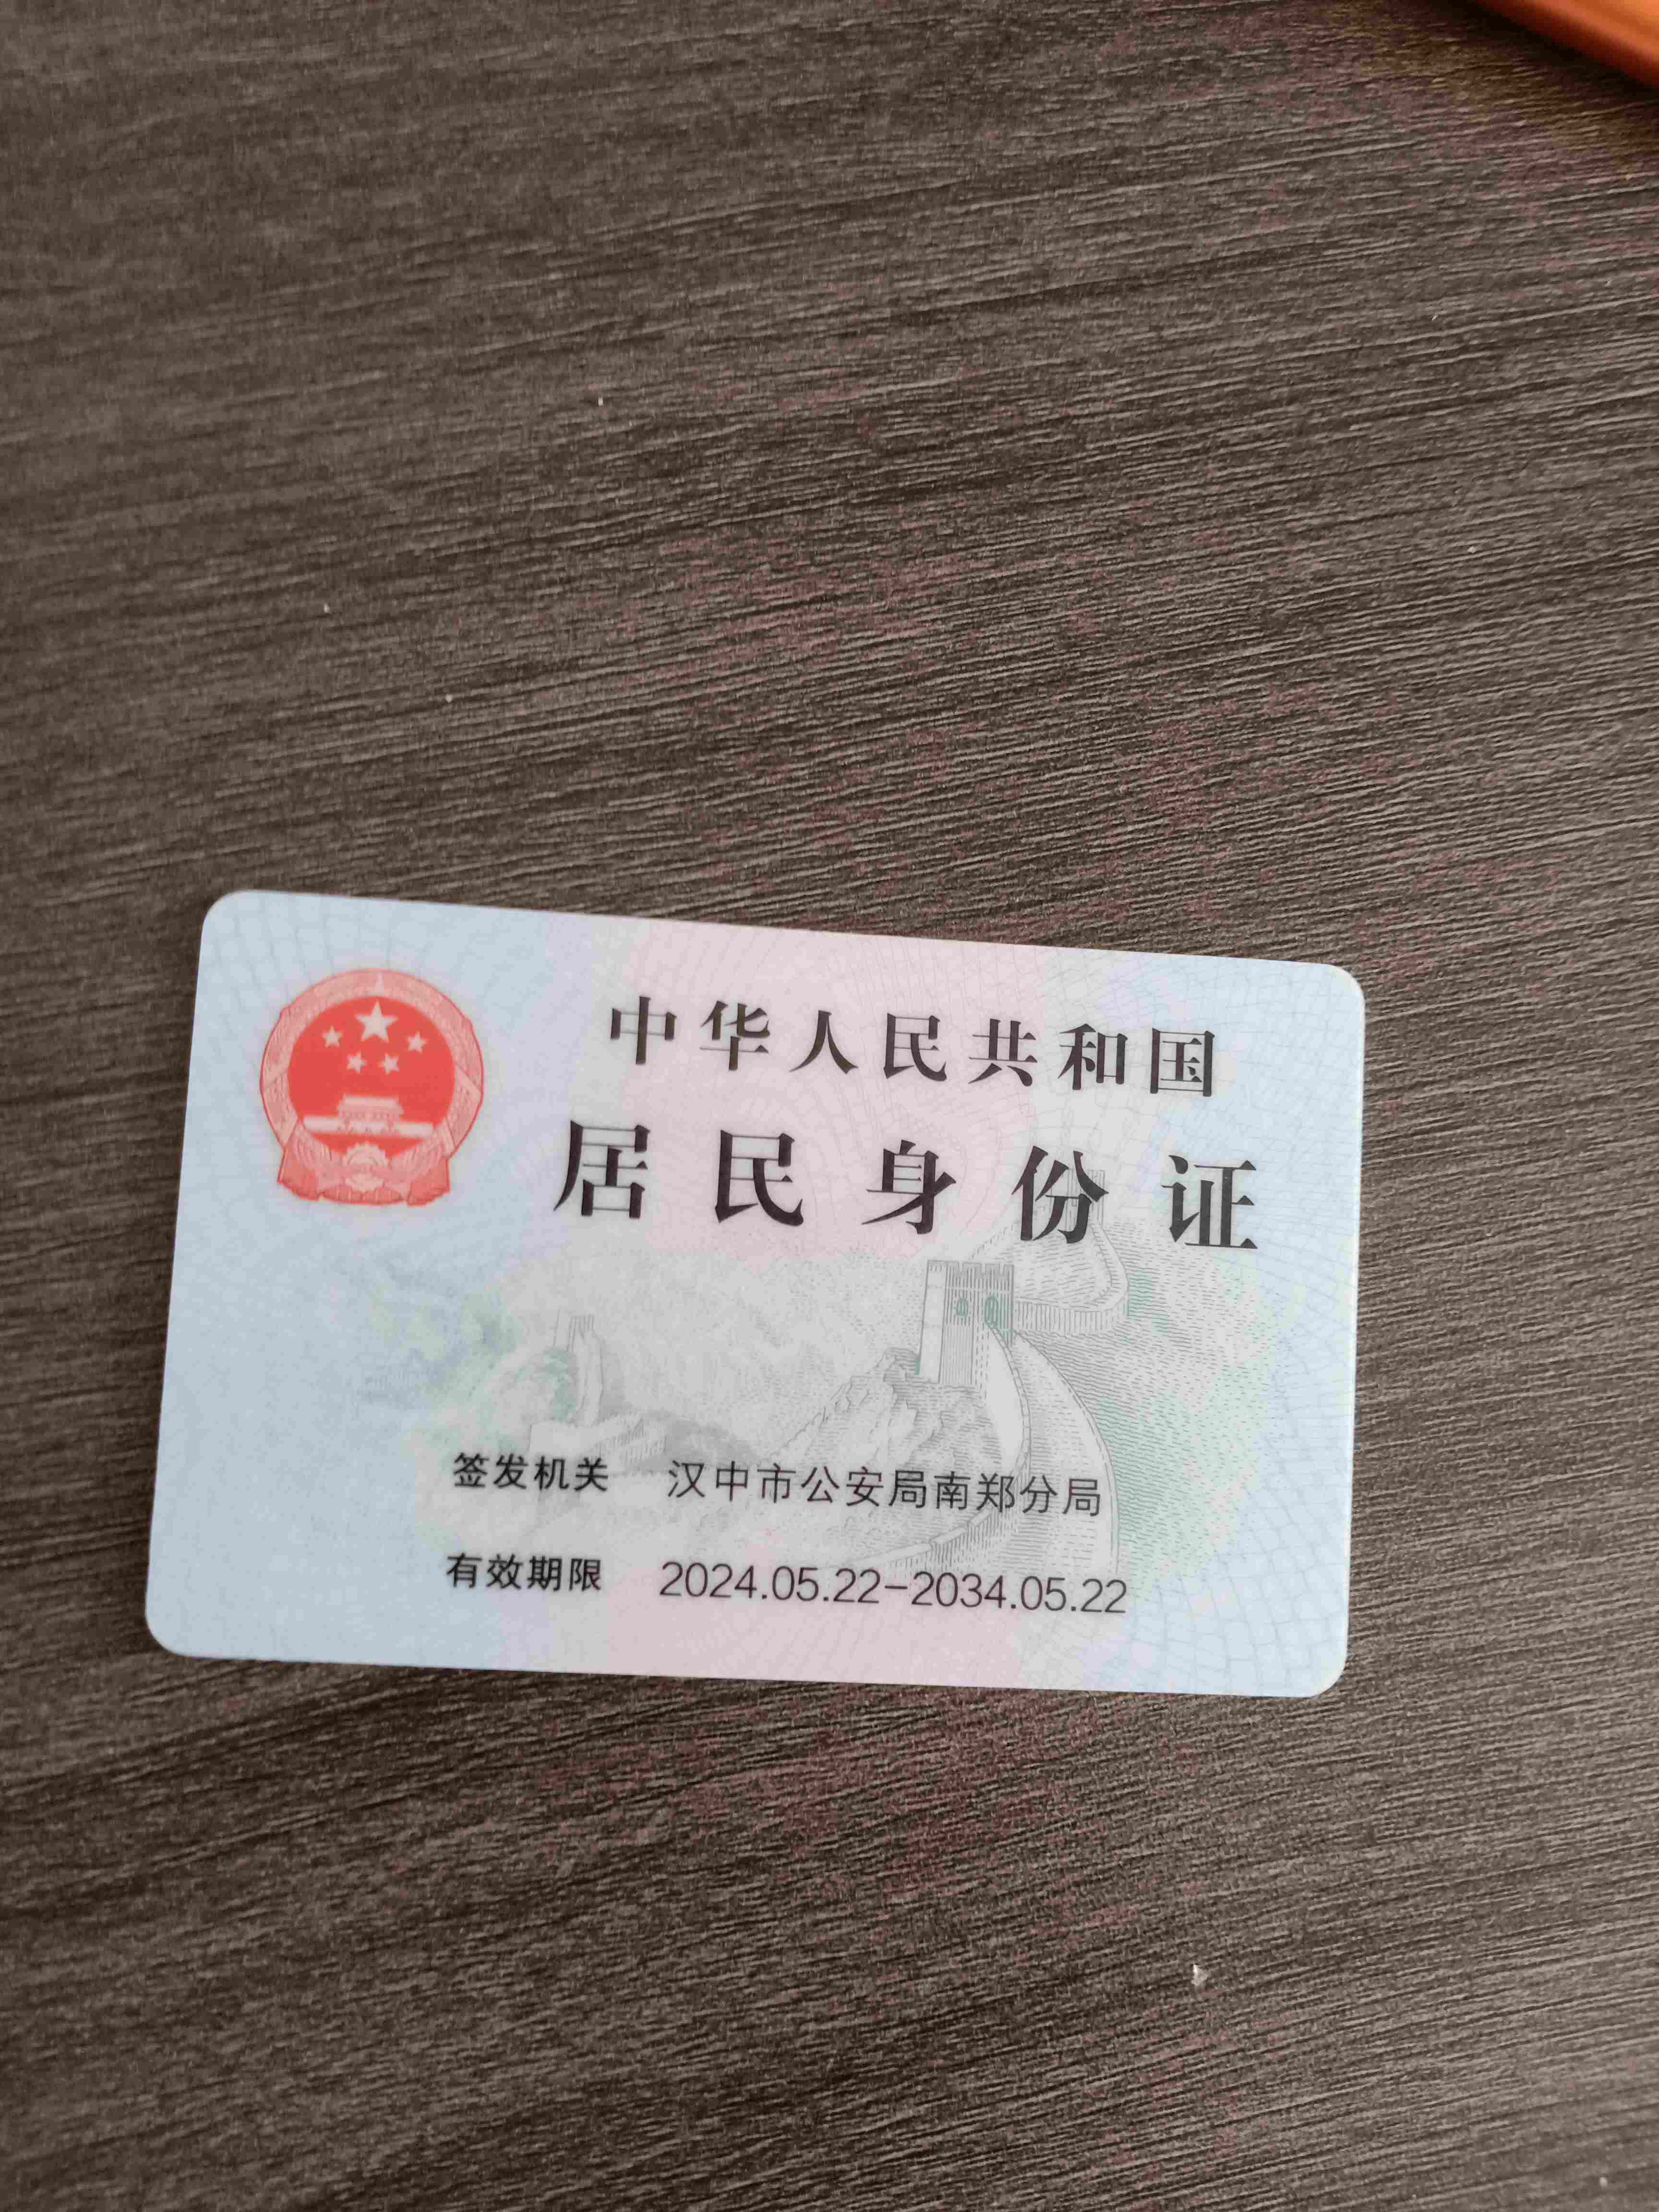 中华人民共和国
居民身份证
签发机关 汉中市公安局南郑分局
有效期限 2024.05.22-2034.05.22